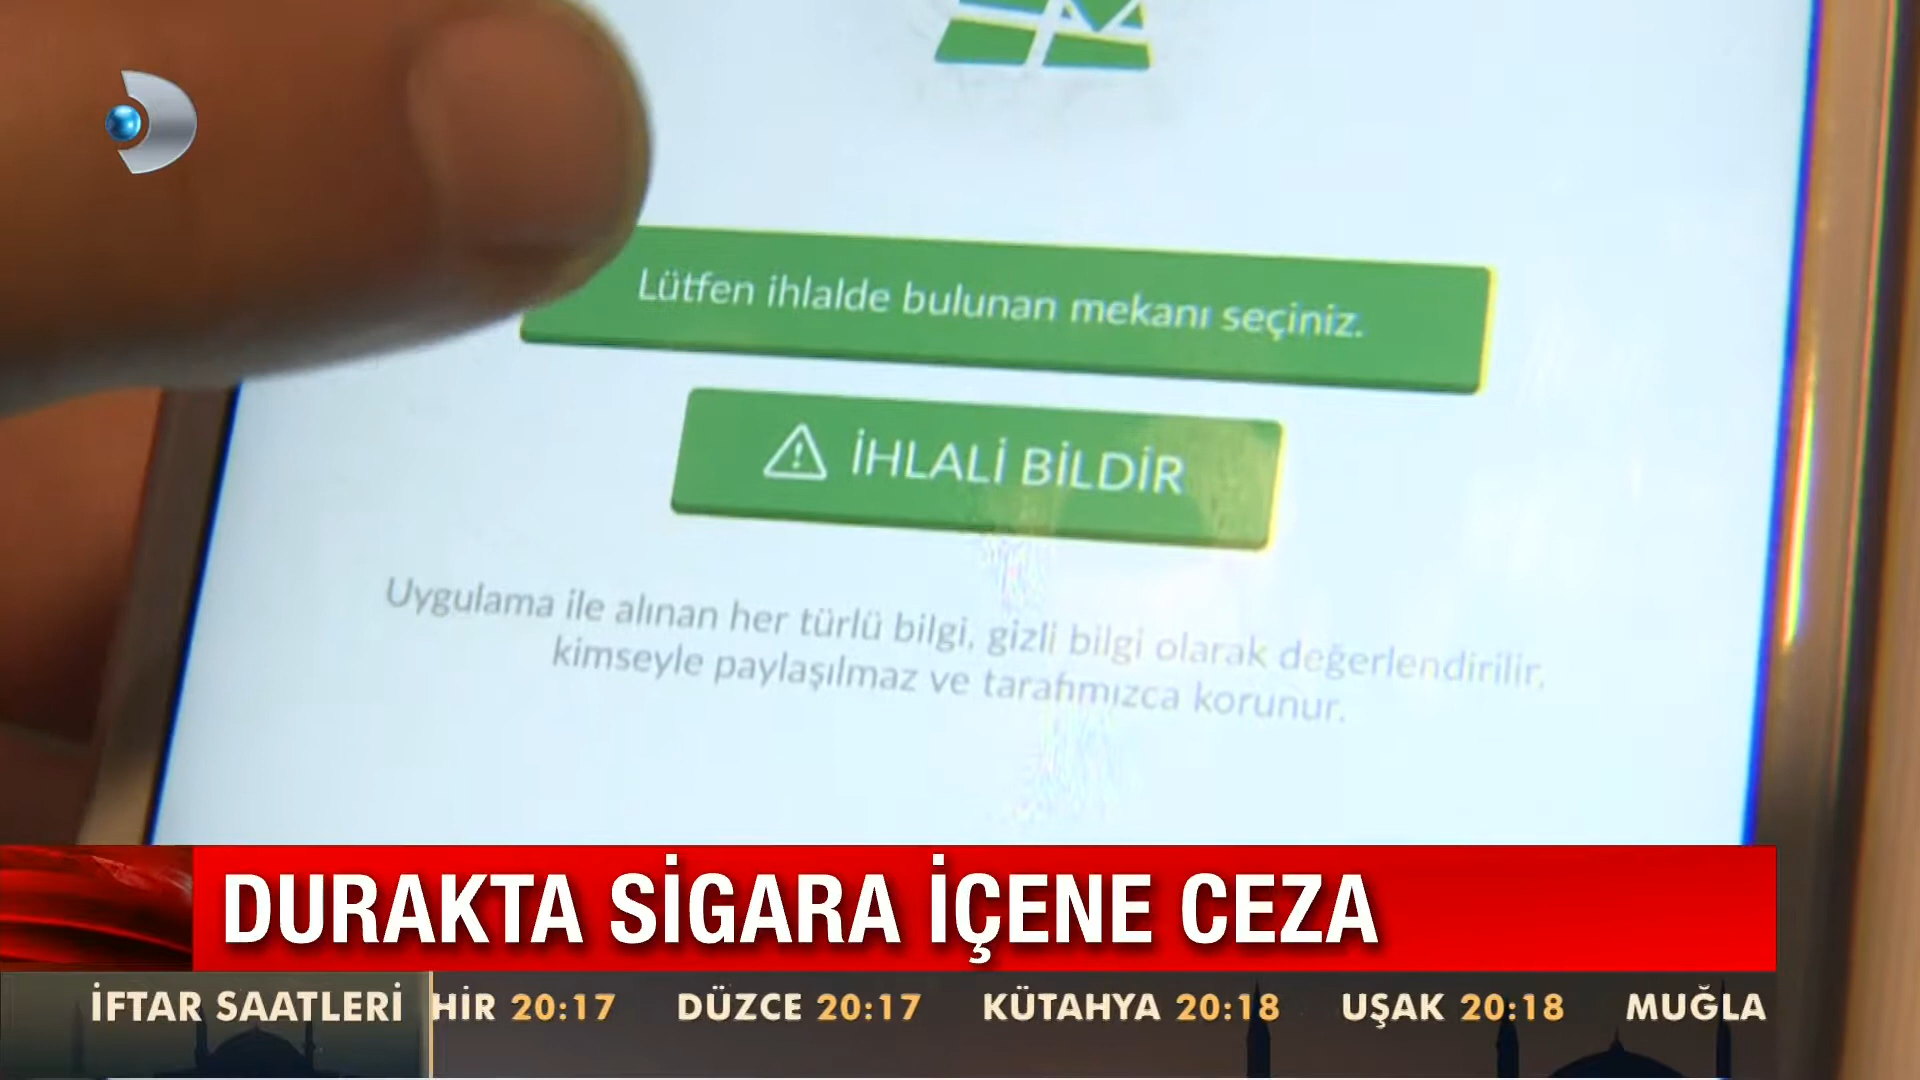 Lütfen ihlalde bulunan mekanı seçiniz.
İHLALİ BİLDİR
Uygulama ile alınan her türlü bilgi, gizli bilgi olarak değerlendirilir,
kimseyle paylaşılmaz ve tarafımızca korunur.
DURAKTA SİGARA İÇENE CEZA
İFTAR SAATLERİ HİR 20:17 DÜZCE 20:17 KÜTAHYA 20:18 UŞAK 20:18 MUĞLA